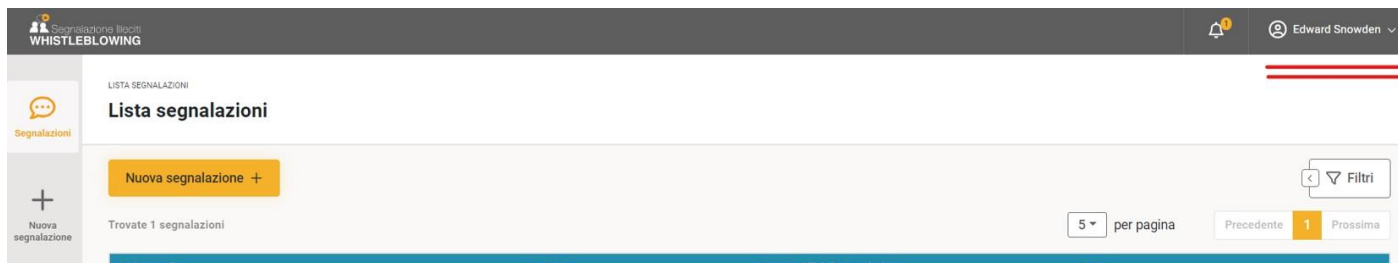 Segnalazione Illeciti
WHISTLEBLOWING
1
Edward Snowden
LISTA SEGNALAZIONI
Lista segnalazioni
Segnalazioni
Nuova segnalazione +
Filtri
Nuova
segnalazione
Trovate 1 segnalazioni
5 per pagina
Precedente 1 Prossima